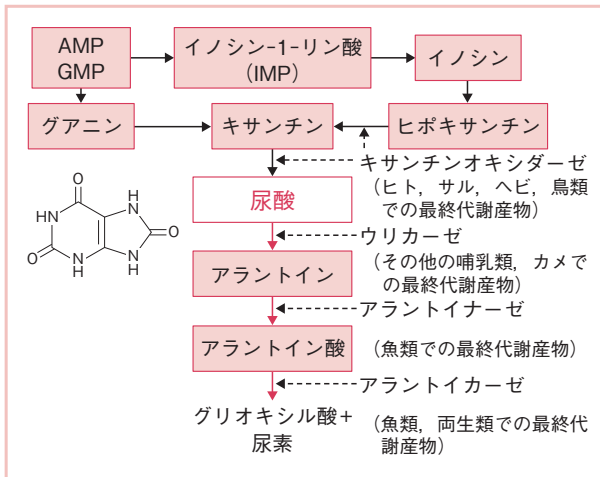 AMP
GMP
イノシン-1-リン酸
（IMP）
イノシン
グアニン
キサンチン
ヒポキサンチン
キサンチンオキシダーゼ
（ヒト，サル，ヘビ，鳥類
での最終代謝産物）
尿酸
ウリカーゼ
（その他の哺乳類，カメで
の最終代謝産物）
アラントイン
アラントイナーゼ
アラントイン酸
（魚類での最終代謝産物）
アラントイカーゼ
グリオキシル酸+
尿素
（魚類，両生類での最終代
謝産物）
O
HN
H
N
O
N
H
N
H
O